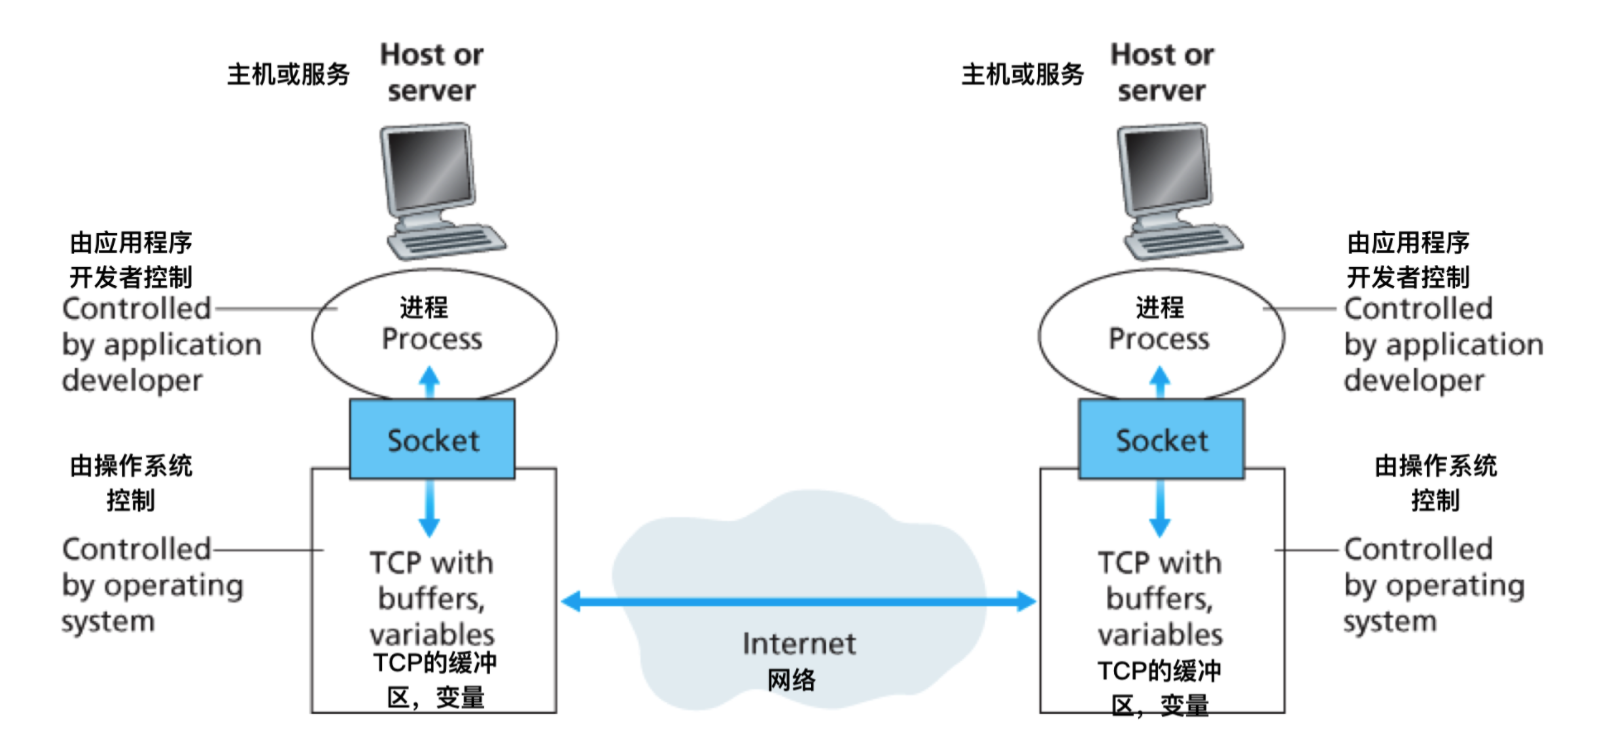 主机或服务
Host or
server
主机或服务
Host or
server
由应用程序
开发者控制
Controlled
by application
developer
进程
Process
进程
Process
由应用程序
开发者控制
Controlled
by application
developer
Socket
Socket
由操作系统
控制
Controlled
by operating
system
TCP with
buffers,
variables
TCP的缓冲
区，变量
Internet
网络
TCP with
buffers,
variables
TCP的缓冲
区，变量
由操作系统
控制
Controlled
by operating
system